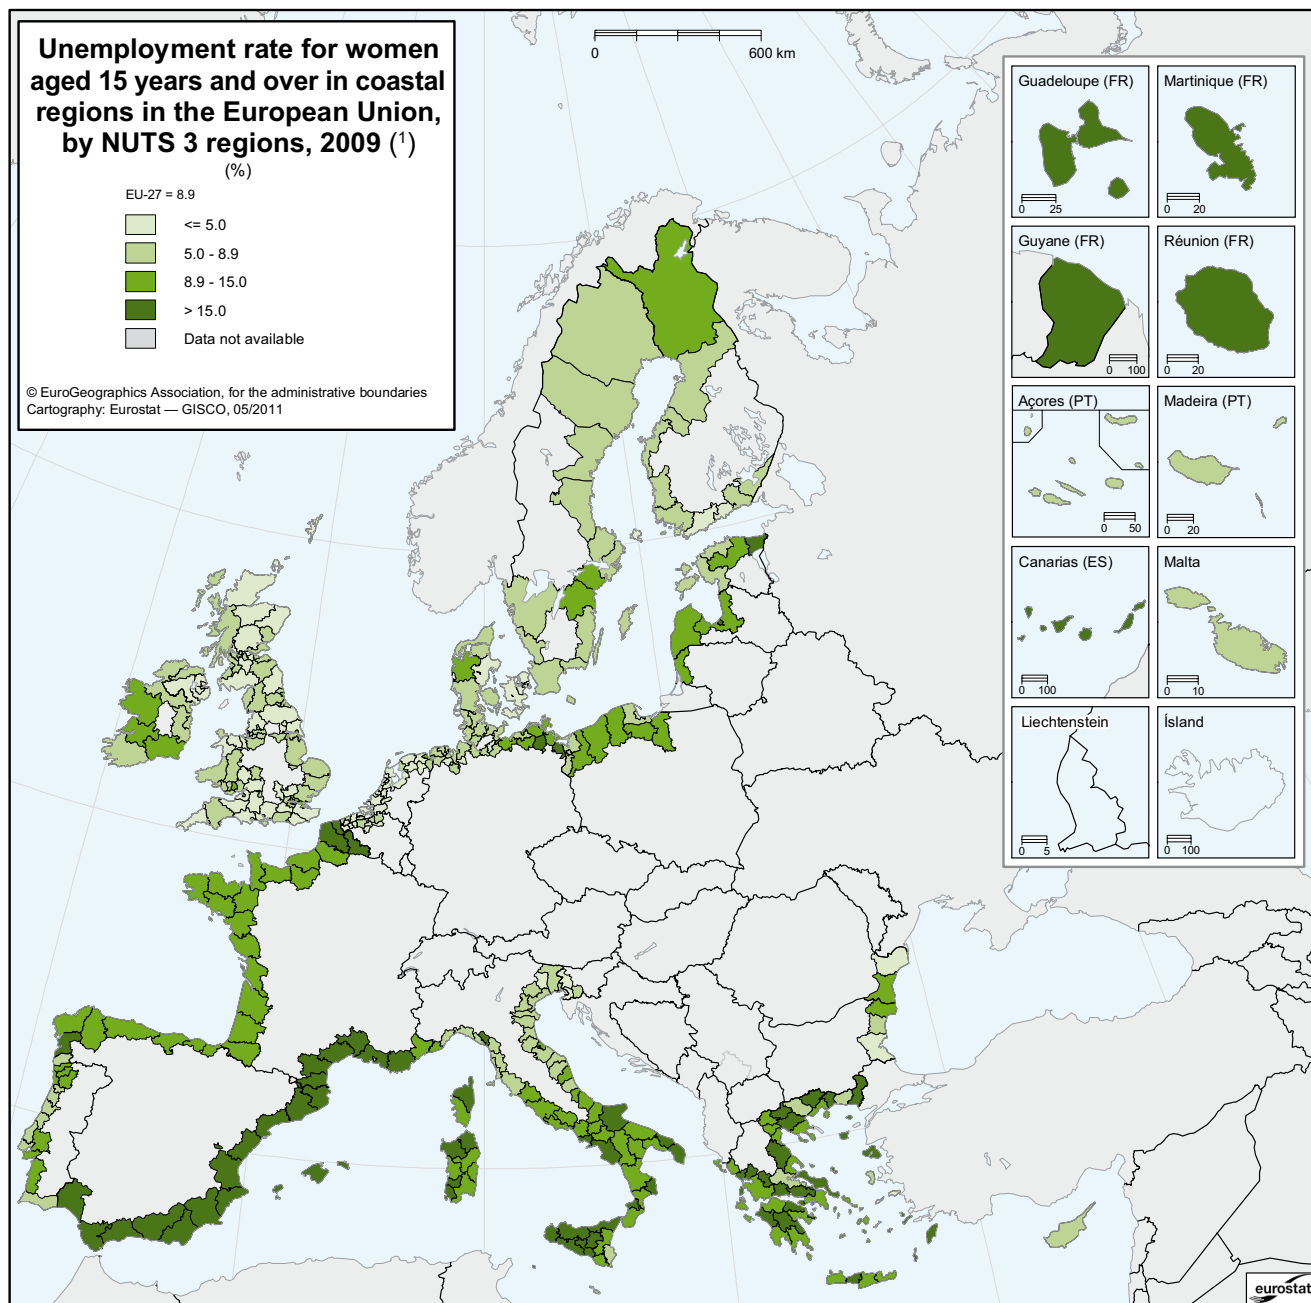 Unemployment rate for women
aged 15 years and over in coastal
regions in the European Union,
by NUTS 3 regions, 2009 (¹)
(%)
EU-27 = 8.9
<= 5.0
5.0 - 8.9
8.9 - 15.0
> 15.0
Data not available
© EuroGeographics Association, for the administrative boundaries
Cartography: Eurostat — GISCO, 05/2011
0 600 km
Guadeloupe (FR)
0 25
Martinique (FR)
0 20
Guyane (FR)
0 100
Réunion (FR)
0 20
Açores (PT)
0 50
Madeira (PT)
0 20
Canarias (ES)
0 100
Malta
0 10
Liechtenstein
0 5
Ísland
0 100
eurostat